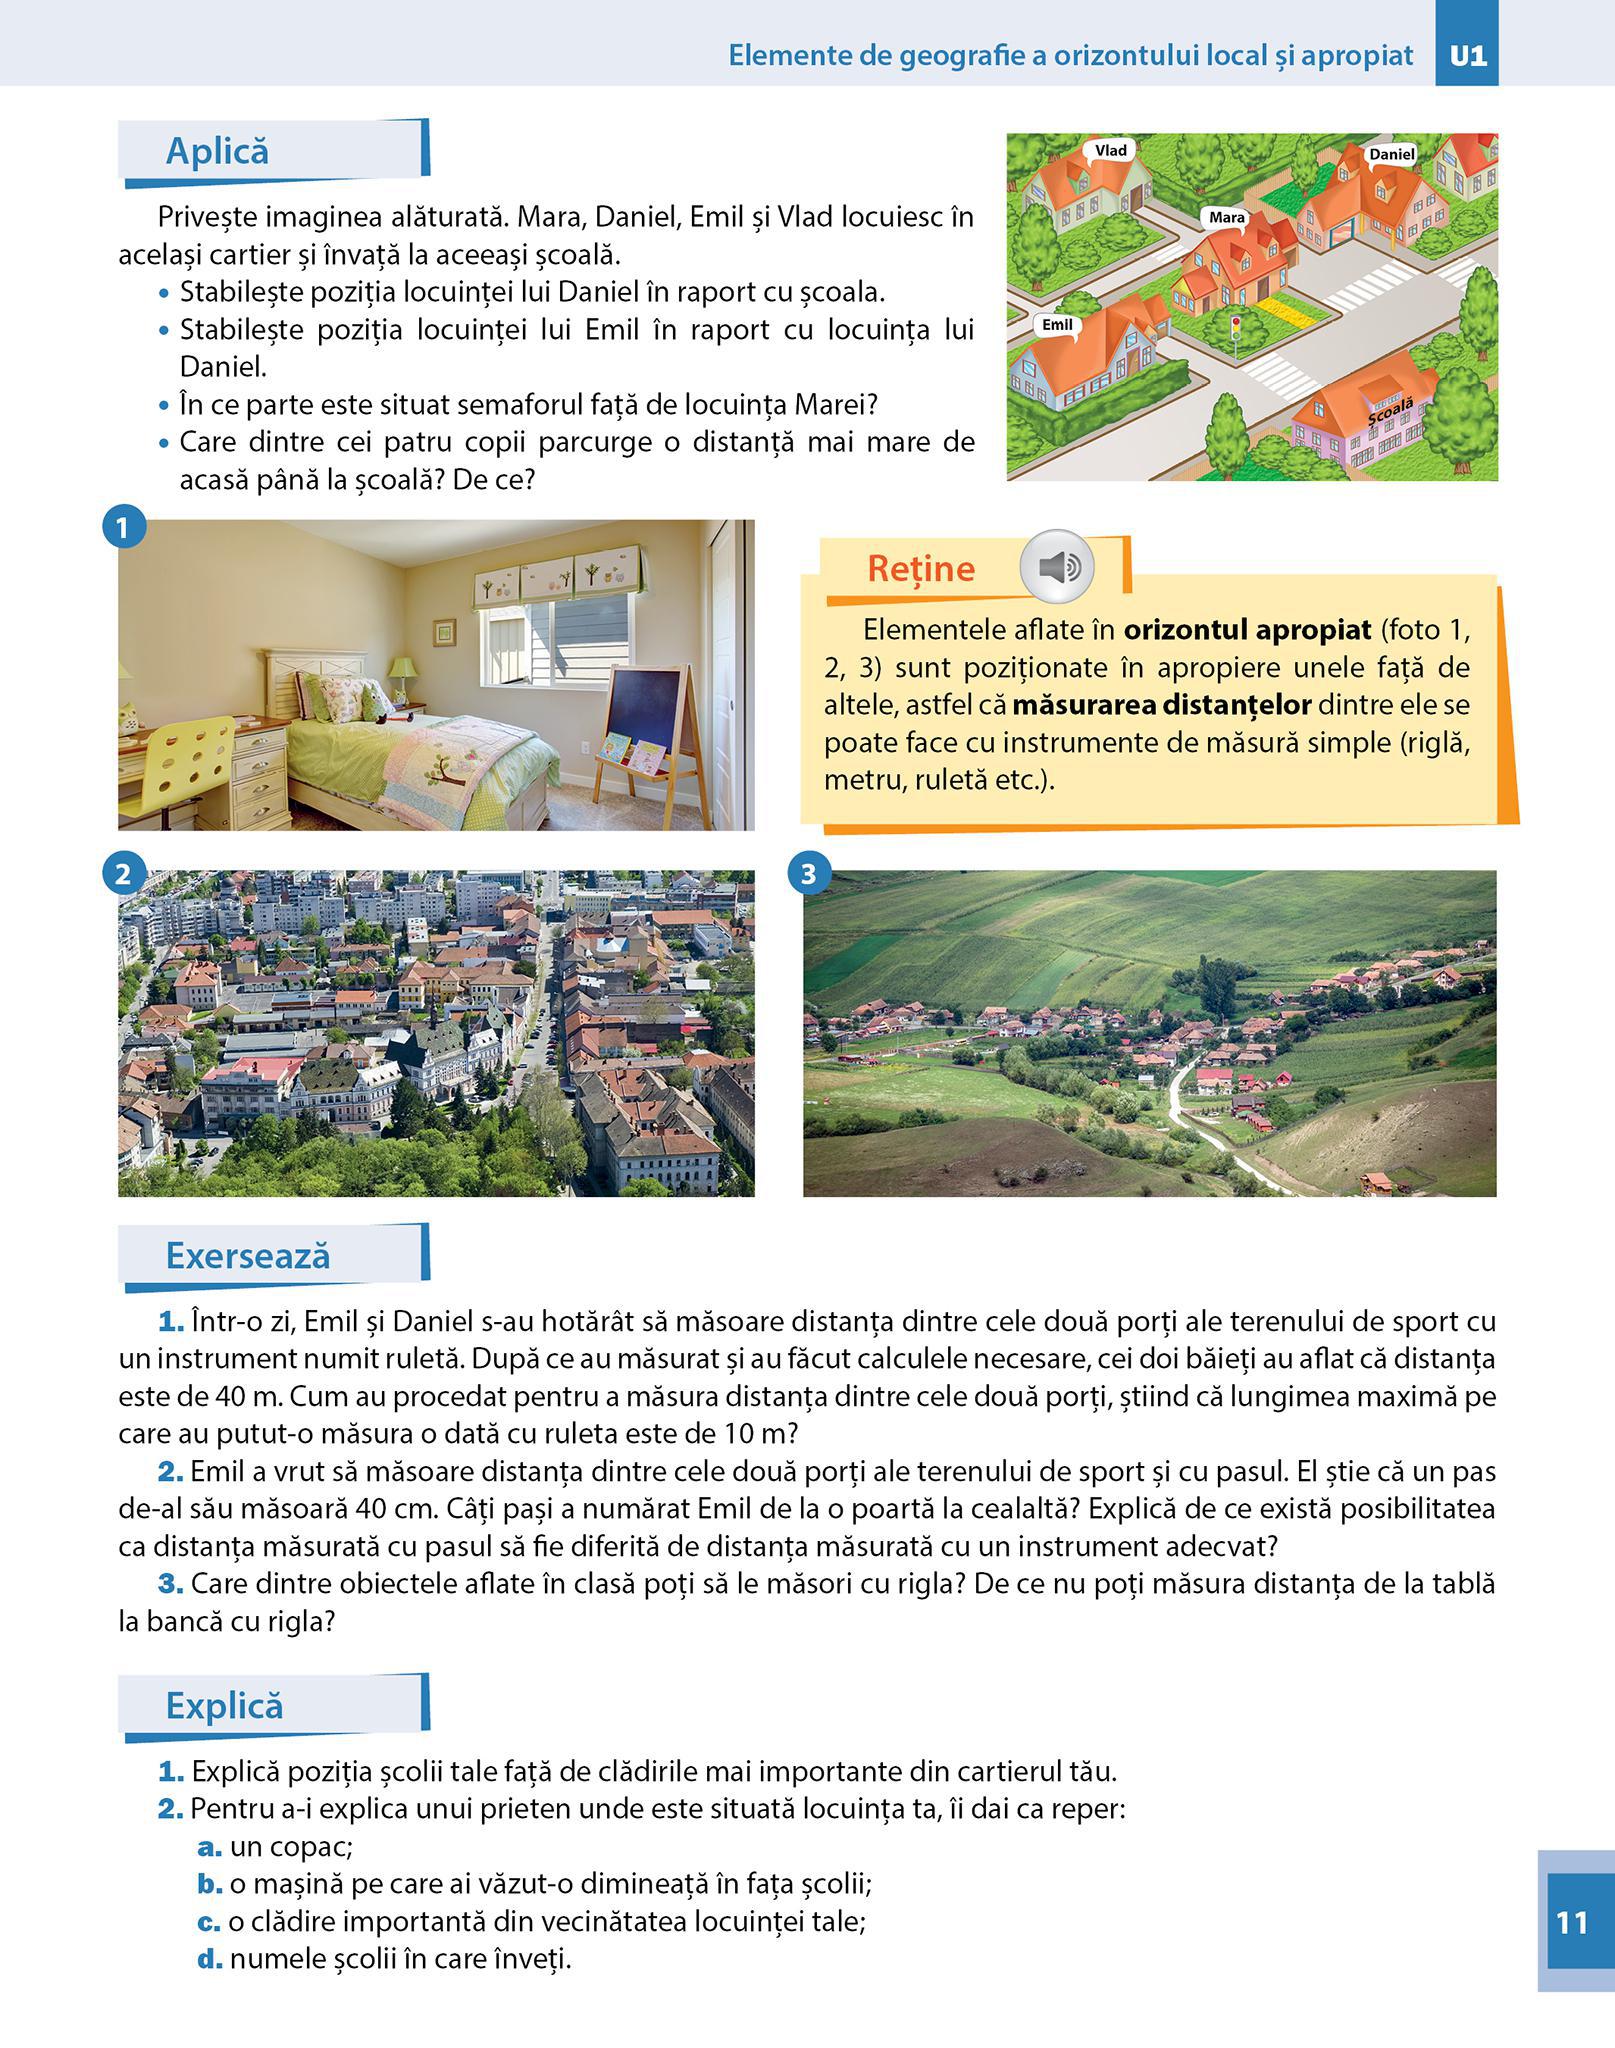 Elemente de geografie a orizontului local și apropiat
U1
Aplică
Privește imaginea alăturată. Mara, Daniel, Emil și Vlad locuiesc în
același cartier și învață la aceeași școală.
• Stabilește poziția locuinței lui Daniel în raport cu școala.
• Stabilește poziția locuinței lui Emil în raport cu locuința lui
Daniel.
• În ce parte este situat semaforul față de locuința Marei?
• Care dintre cei patru copii parcurge o distanță mai mare de
acasă până la școală? De ce?
Vlad
Daniel
Mara
Emil
Școală
1
Reține
Elementele aflate în orizontul apropiat (foto 1,
2, 3) sunt poziționate în apropiere unele față de
altele, astfel că măsurarea distanțelor dintre ele se
poate face cu instrumente de măsură simple (riglă,
metru, ruletă etc.).
2
3
Exersează
1. Într-o zi, Emil și Daniel s-au hotărât să măsoare distanța dintre cele două porți ale terenului de sport cu
un instrument numit ruletă. După ce au măsurat și au făcut calculele necesare, cei doi băieți au aflat că distanța
este de 40 m. Cum au procedat pentru a măsura distanța dintre cele două porți, știind că lungimea maximă pe
care au putut-o măsura o dată cu ruleta este de 10 m?
2. Emil a vrut să măsoare distanța dintre cele două porți ale terenului de sport și cu pasul. El știe că un pas
de-al său măsoară 40 cm. Câți pași a numărat Emil de la o poartă la cealaltă? Explică de ce există posibilitatea
ca distanța măsurată cu pasul să fie diferită de distanța măsurată cu un instrument adecvat?
3. Care dintre obiectele aflate în clasă poți să le măsori cu rigla? De ce nu poți măsura distanța de la tablă
la bancă cu rigla?
Explică
1. Explică poziția școlii tale față de clădirile mai importante din cartierul tău.
2. Pentru a-i explica unui prieten unde este situată locuința ta, îi dai ca reper:
a. un copac;
b. o mașină pe care ai văzut-o dimineață în fața școlii;
c. o clădire importantă din vecinătatea locuinței tale;
d. numele școlii în care înveți.
11